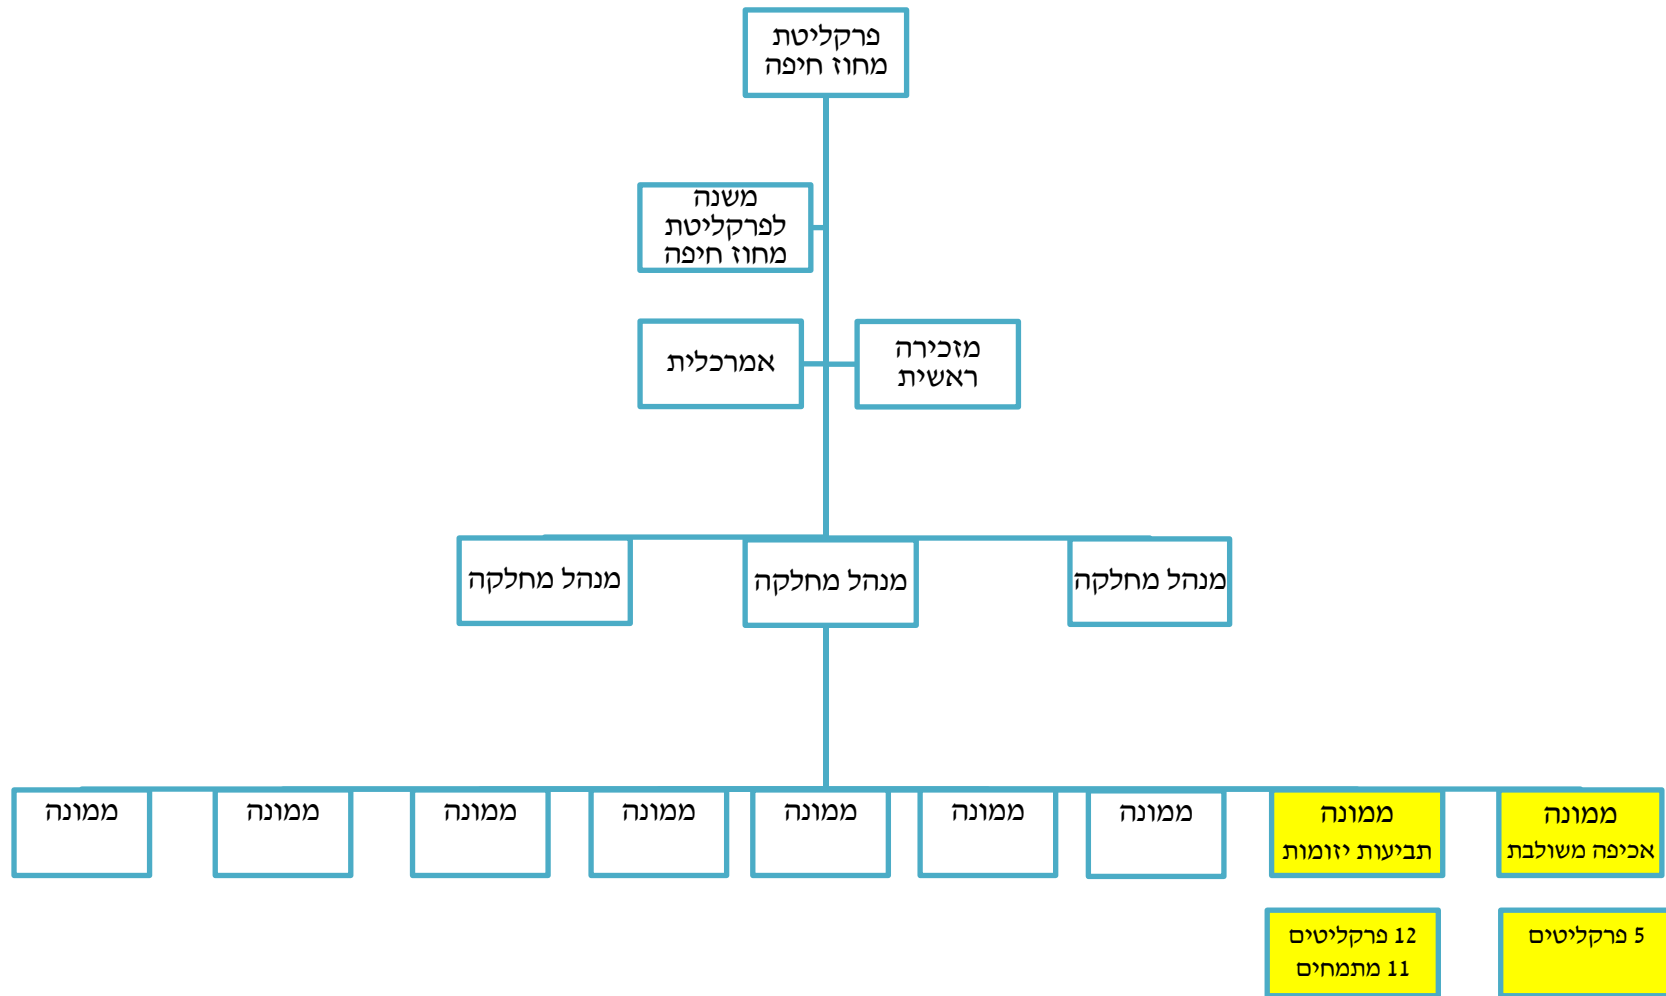 פרקליטת
מחוז חיפה
משנה
לפרקליטת
מחוז חיפה
מזכירה
ראשית
אמרכלית
מנהל מחלקה
מנהל מחלקה
מנהל מחלקה
ממונה
אכיפה משולבת
ממונה
תביעות יזומות
ממונה
ממונה
ממונה
ממונה
ממונה
ממונה
ממונה
5 פרקליטים
12 פרקליטים
11 מתמחים